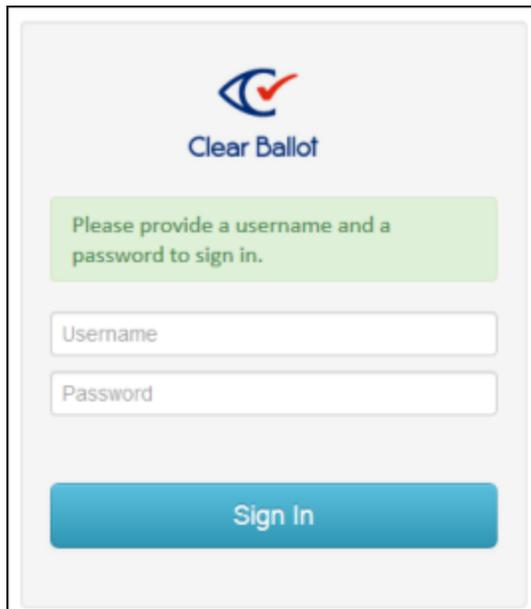 Clear Ballot
Please provide a username and a
password to sign in.
Username
Password
Sign In